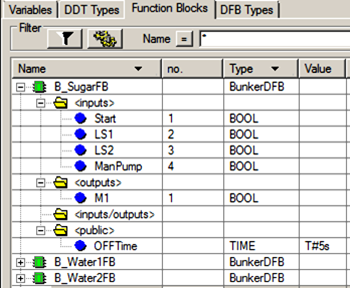 Variables DDT Types Function Blocks DFB Types
Filter
Name = *
Name no. Type Value
B_SugarFB BunkerDFB
<inputs>
Start 1 BOOL
LS1 2 BOOL
LS2 3 BOOL
ManPump 4 BOOL
<outputs>
M1 1 BOOL
<inputs/outputs>
<public>
OFFTime TIME T#5s
B_Water1FB BunkerDFB
B_Water2FB BunkerDFB